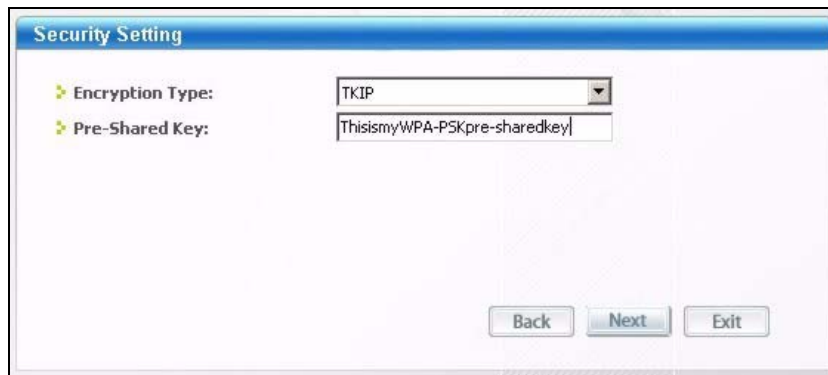 Security Setting
Encryption Type: TKIP
Pre-Shared Key: ThisismyWPA-PSKpre-sharedkey
Back Next Exit